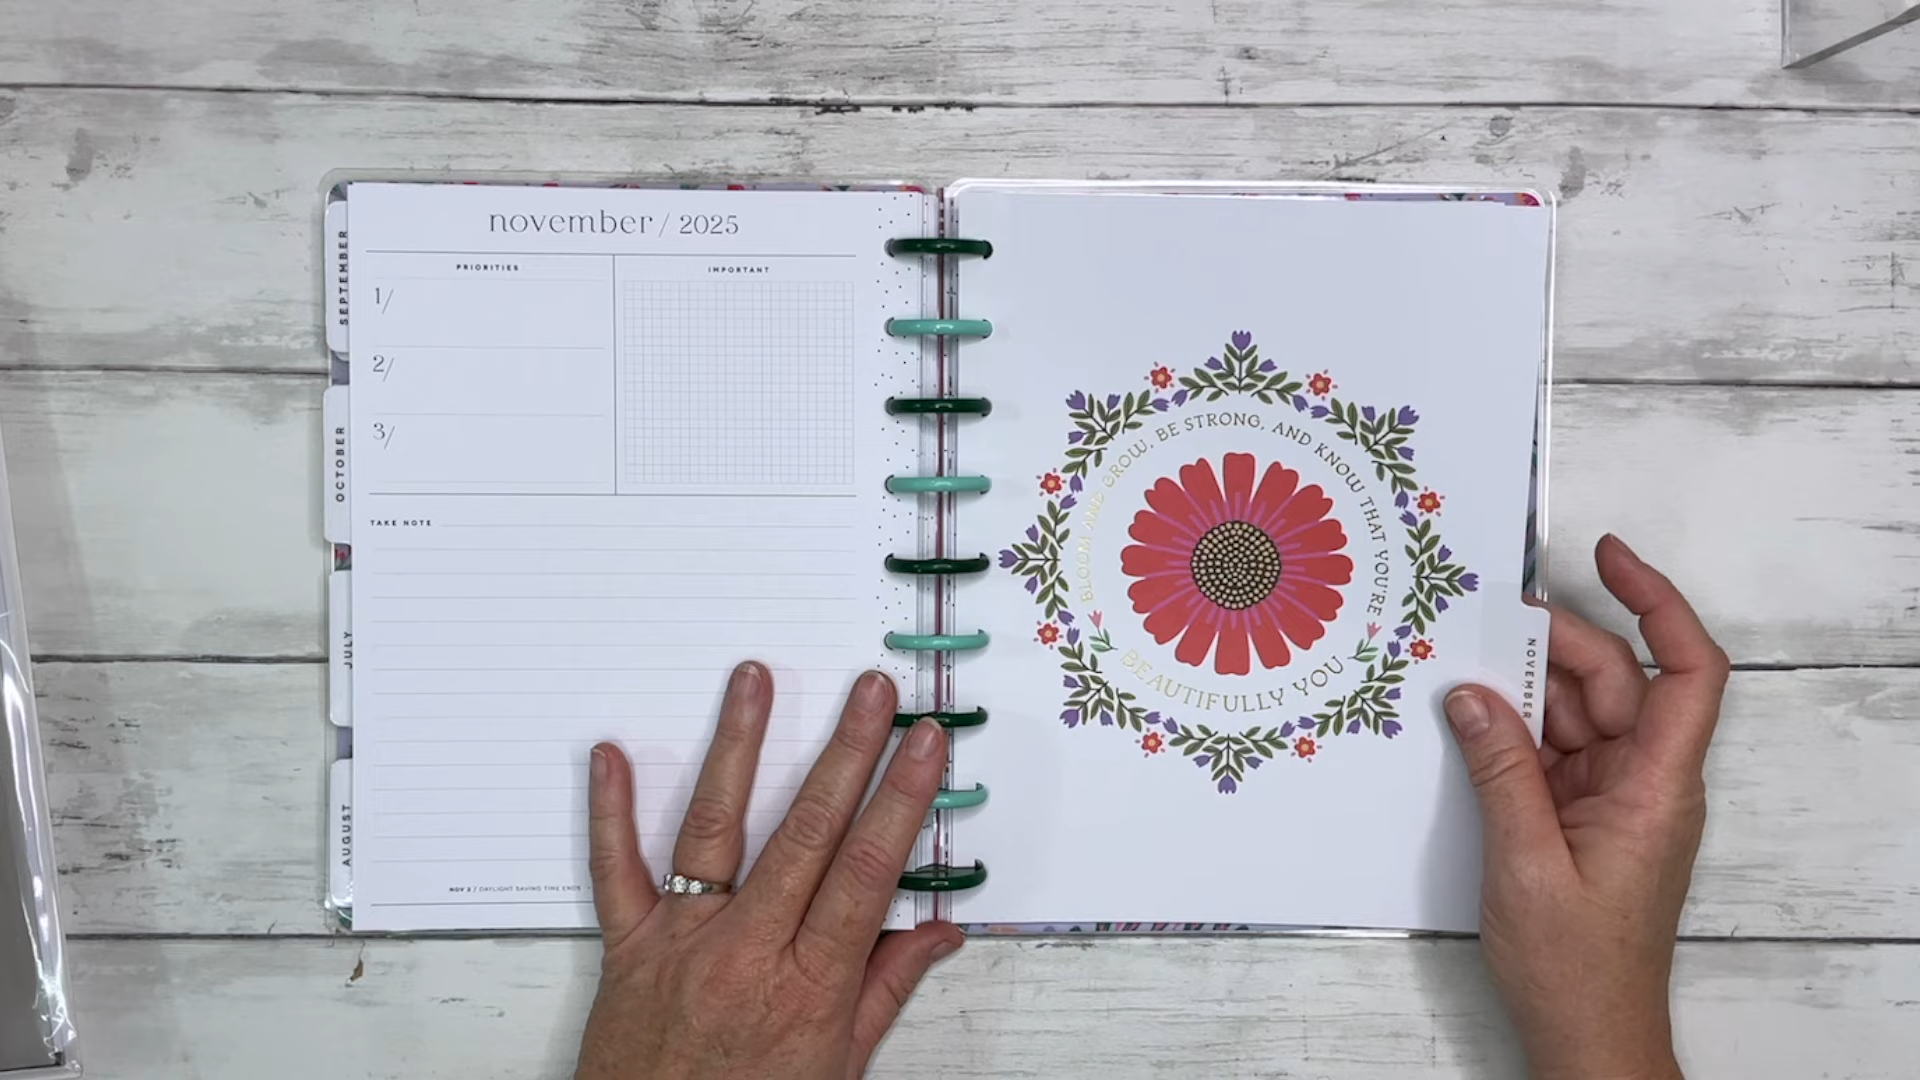 november / 2025
PRIORITIES
IMPORTANT
1/
2/
3/
TAKE NOTE
NOV 2 / DAYLIGHT SAVING TIME ENDS
SEPTEMBER
OCTOBER
JULY
AUGUST
BLOOM AND GROW, BE STRONG, AND KNOW THAT YOU'RE
BEAUTIFULLY YOU
NOVEMBER